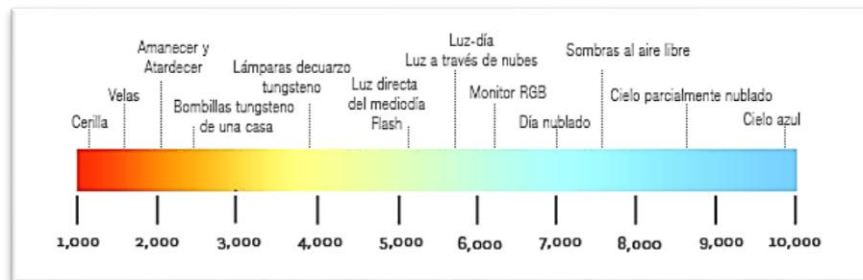 Cerilla
Velas
Amanecer y
Atardecer
Bombillas tungsteno
de una casa
Lámparas decuarzo
tungsteno
Luz directa
del mediodía
Flash
Luz-día
Luz a través de nubes
Monitor RGB
Día nublado
Sombras al aire libre
Cielo parcialmente nublado
Cielo azul
1,000 2,000 3,000 4,000 5,000 6,000 7,000 8,000 9,000 10,000